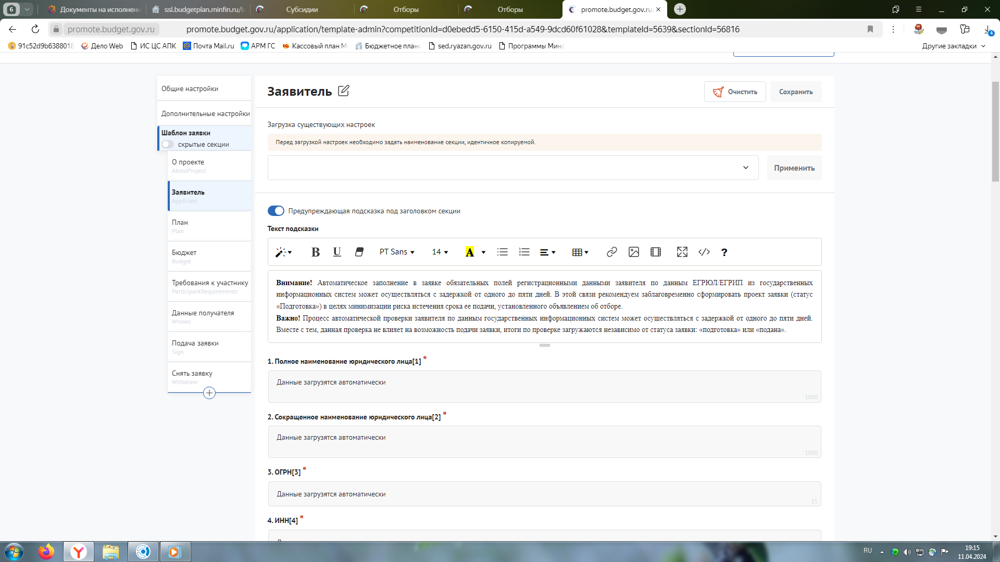 6
Документы на исполнени
ssl.budgetplan.minfin.ru/b
Субсидии
Отборы
Отборы
promote.budget.gov.ru
promote.budget.gov.ru
promote.budget.gov.ru/application/template-admin?competitionId=d0ebedd5-6150-415d-a549-9dcd60f61028&templateId=5639&sectionId=56816
4
91c52d9b6388018
Дело Web
ИС ЦС АПК
Почта Mail.ru
АРМ ГС
Кассовый план М
Бюджетное плани
sed.ryazan.gov.ru
Программы Минф
Другие закладки
Общие настройки
Дополнительные настройки
Шаблон заявки
скрытые секции
О проекте
AboutProject
Заявитель
Applicant
План
Plan
Бюджет
Budget
Требования к участнику
ParticipantRequirements
Данные получателя
Winner
Подача заявки
Sign
Снять заявку
Withdraw
Заявитель
Очистить
Сохранить
Загрузка существующих настроек
Перед загрузкой настроек необходимо задать наименование секции, идентичное копируемой.
Применить
Предупреждающая подсказка под заголовком секции
Текст подсказки
B U PT Sans 14 A ?
Внимание! Автоматическое заполнение в заявке обязательных полей регистрационными данными заявителя по данным ЕГРЮЛ/ЕГРИП из государственных
информационных систем может осуществляться с задержкой от одного до пяти дней. В этой связи рекомендуем заблаговременно сформировать проект заявки (статус
«Подготовка») в целях минимизации риска истечения срока ее подачи, установленного объявлением об отборе.
Важно! Процесс автоматической проверки заявителя по данным государственных информационных систем может осуществляться с задержкой от одного до пяти дней.
Вместе с тем, данная проверка не влияет на возможность подачи заявки, итоги по проверке загружаются независимо от статуса заявки: «подготовка» или «подана».
1. Полное наименование юридического лица[1] *
Данные загрузятся автоматически
1000
2. Сокращенное наименование юридического лица[2] *
Данные загрузятся автоматически
1000
3. ОГРН[3] *
Данные загрузятся автоматически
15
4. ИНН[4] *
RU
19:15
11.04.2024